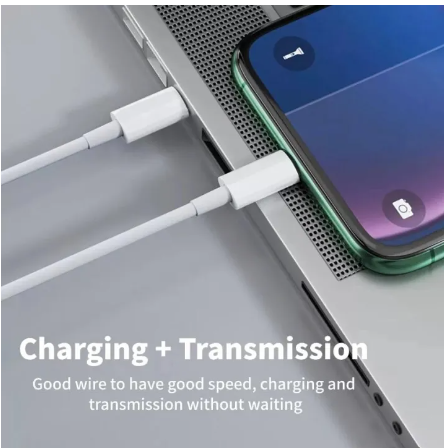 Charging + Transmission
Good wire to have good speed, charging and
transmission without waiting